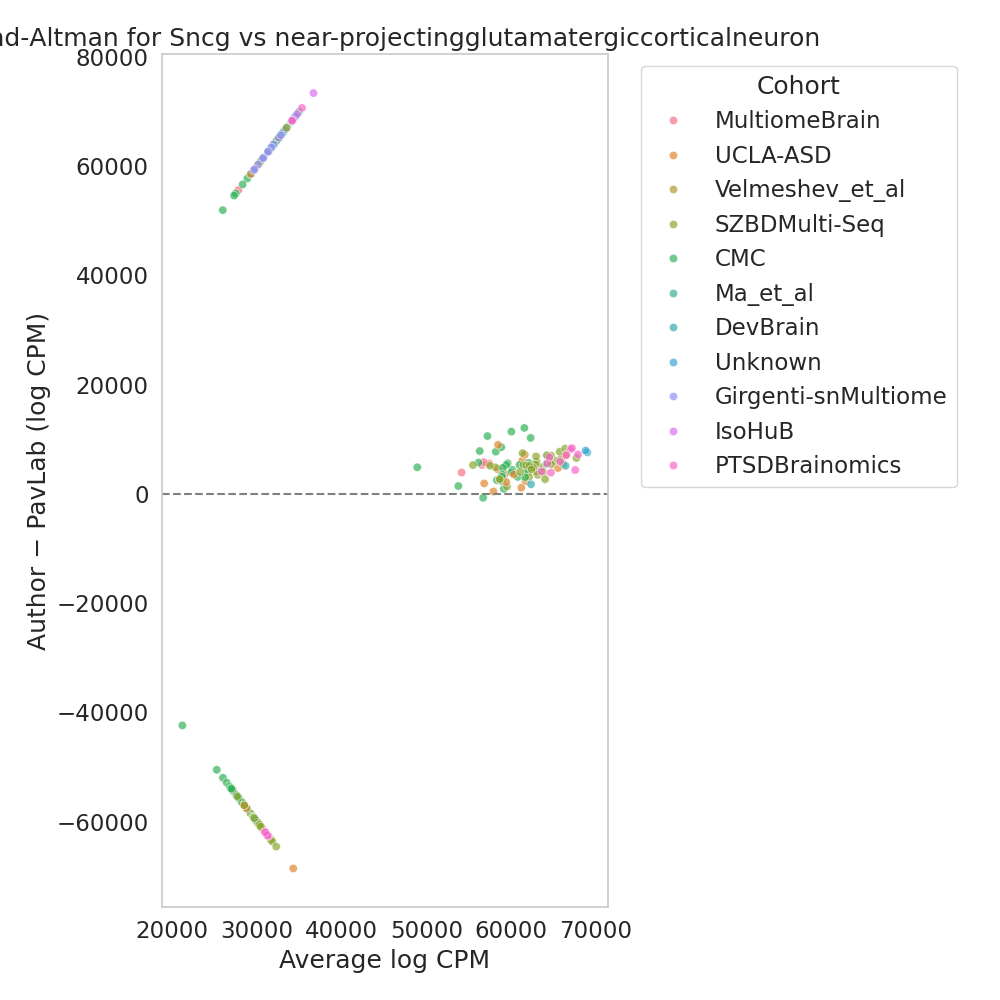 nd-Altman for Sncg vs near-projectingglutamatergiccorticalneuron
80000
60000
40000
20000
0
−20000
−40000
−60000
Author − PavLab (log CPM)
20000 30000 40000 50000 60000 70000
Average log CPM
Cohort
MultiomeBrain
UCLA-ASD
Velmeshev_et_al
SZBDMulti-Seq
CMC
Ma_et_al
DevBrain
Unknown
Girgenti-snMultiome
IsoHuB
PTSDBrainomics